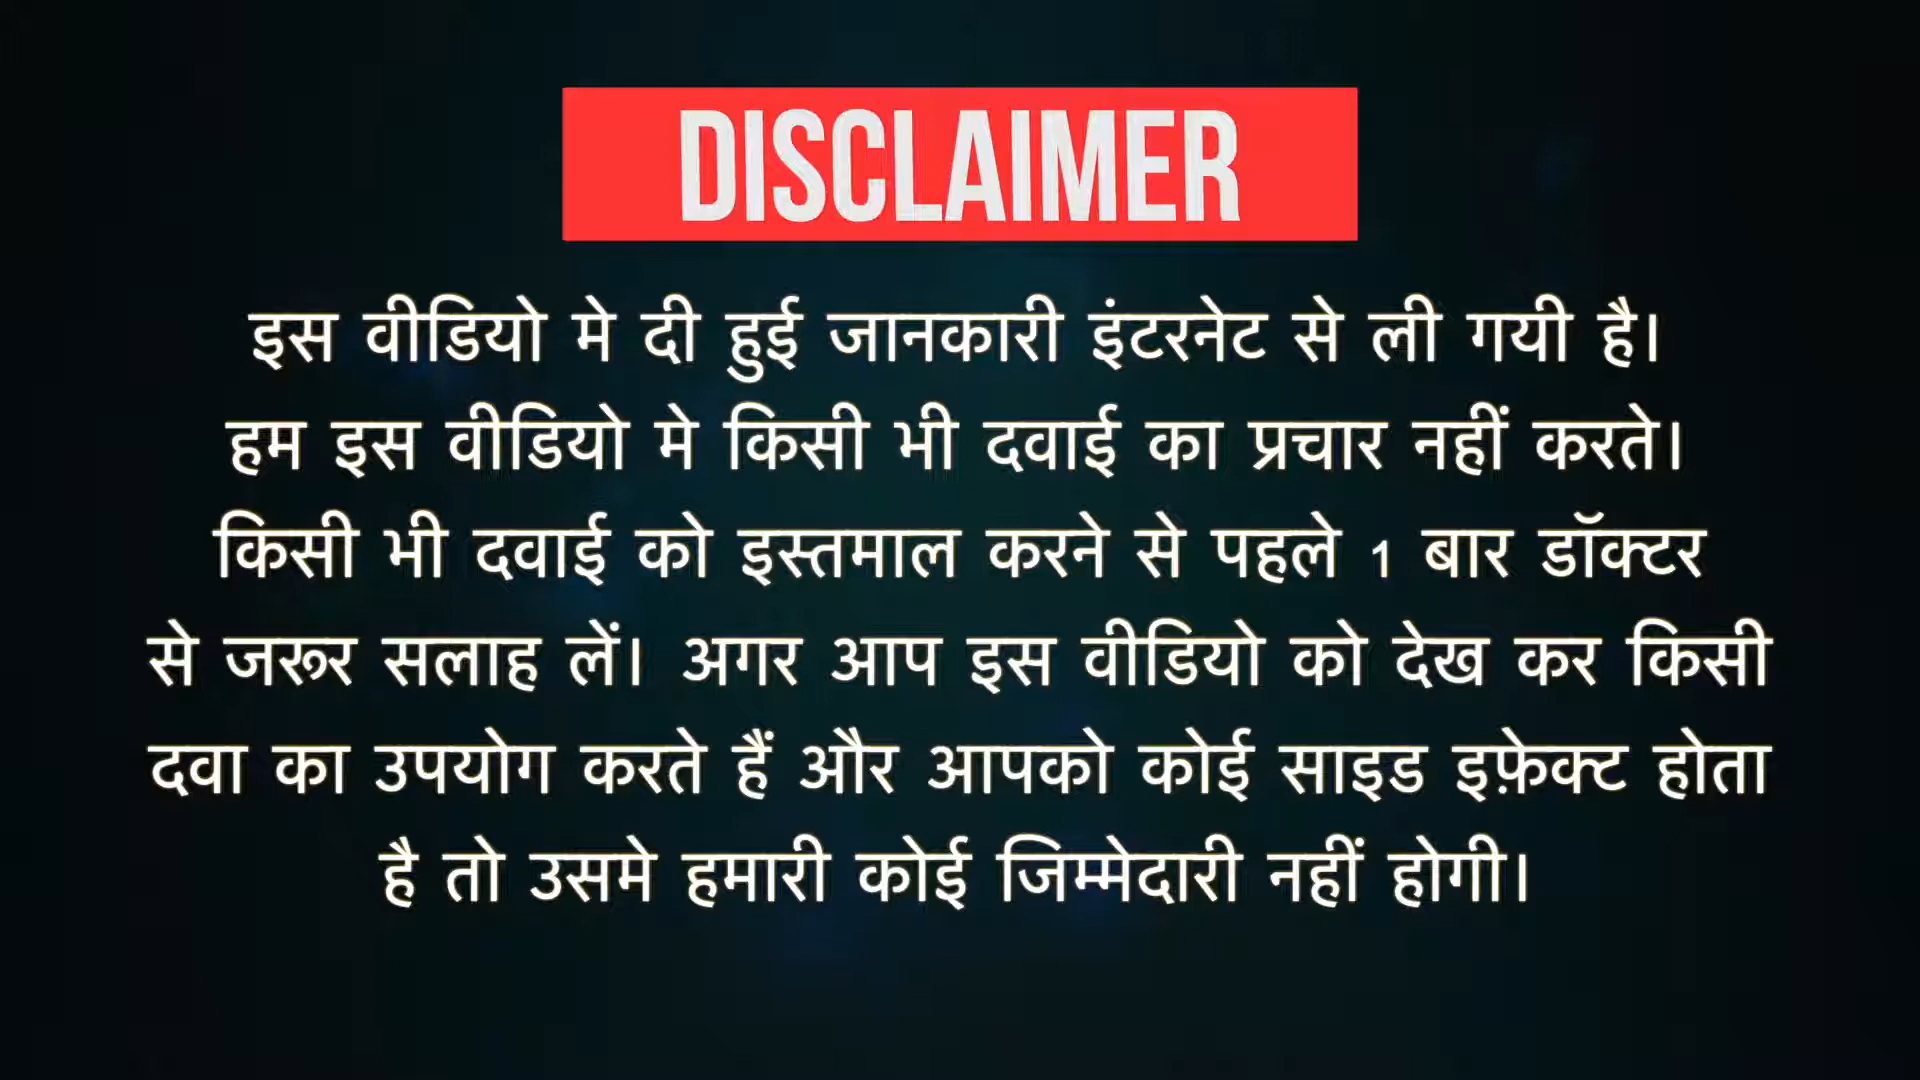 DISCLAIMER
इस वीडियो मे दी हुई जानकारी इंटरनेट से ली गयी है।
हम इस वीडियो मे किसी भी दवाई का प्रचार नहीं करते।
किसी भी दवाई को इस्तमाल करने से पहले 1 बार डॉक्टर
से जरूर सलाह लें। अगर आप इस वीडियो को देख कर किसी
दवा का उपयोग करते हैं और आपको कोई साइड इफ़ेक्ट होता
है तो उसमे हमारी कोई जिम्मेदारी नहीं होगी।